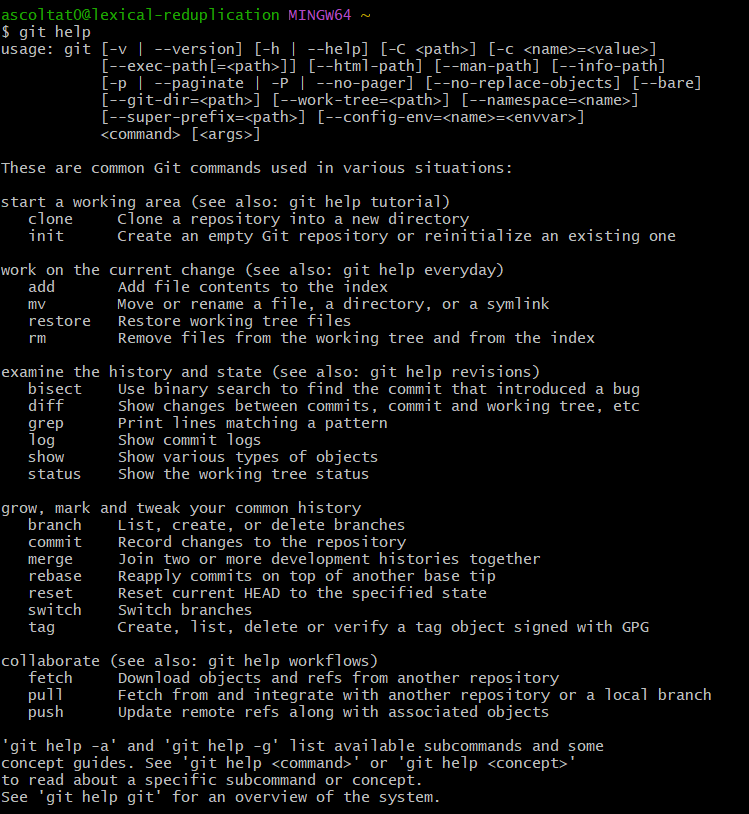 ascoltat0@lexical-reduplication MINGW64 ~
$ git help
usage: git [-v | --version] [-h | --help] [-C <path>] [-c <name>=<value>]
           [--exec-path[=<path>]] [--html-path] [--man-path] [--info-path]
           [-p | --paginate | -P | --no-pager] [--no-replace-objects] [--bare]
           [--git-dir=<path>] [--work-tree=<path>] [--namespace=<name>]
           [--super-prefix=<path>] [--config-env=<name>=<envvar>]
           <command> [<args>]

These are common Git commands used in various situations:

start a working area (see also: git help tutorial)
   clone     Clone a repository into a new directory
   init      Create an empty Git repository or reinitialize an existing one

work on the current change (see also: git help everyday)
   add       Add file contents to the index
   mv        Move or rename a file, a directory, or a symlink
   restore   Restore working tree files
   rm        Remove files from the working tree and from the index

examine the history and state (see also: git help revisions)
   bisect    Use binary search to find the commit that introduced a bug
   diff      Show changes between commits, commit and working tree, etc
   grep      Print lines matching a pattern
   log       Show commit logs
   show      Show various types of objects
   status    Show the working tree status

grow, mark and tweak your common history
   branch    List, create, or delete branches
   commit    Record changes to the repository
   merge     Join two or more development histories together
   rebase    Reapply commits on top of another base tip
   reset     Reset current HEAD to the specified state
   switch    Switch branches
   tag       Create, list, delete or verify a tag object signed with GPG

collaborate (see also: git help workflows)
   fetch     Download objects and refs from another repository
   pull      Fetch from and integrate with another repository or a local branch
   push      Update remote refs along with associated objects

'git help -a' and 'git help -g' list available subcommands and some
concept guides. See 'git help <command>' or 'git help <concept>'
to read about a specific subcommand or concept.
See 'git help git' for an overview of the system.